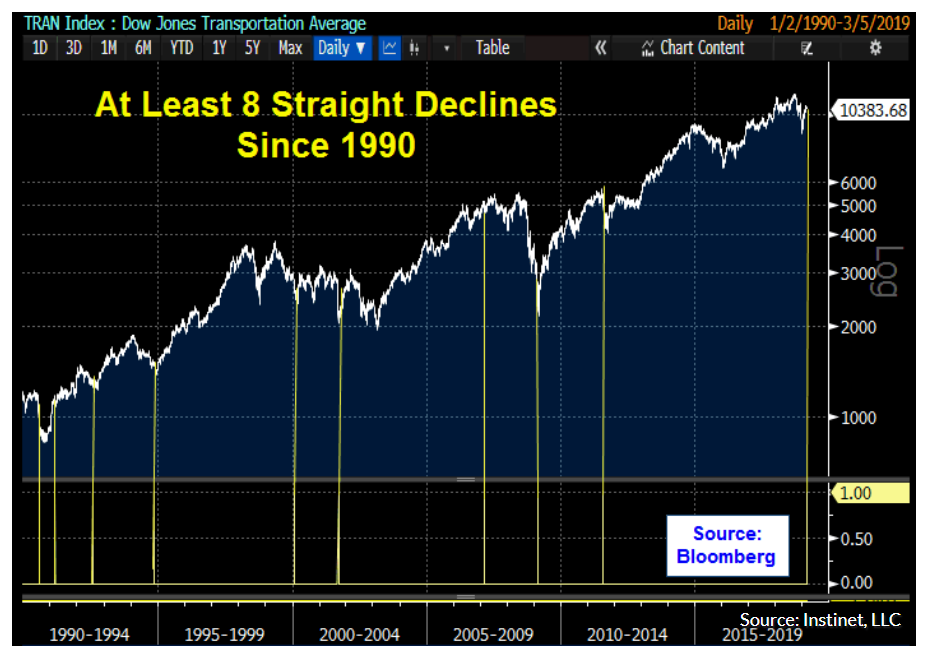 TRAN Index : Dow Jones Transportation Average Daily 1/2/1990-3/5/2019
1D 3D 1M 6M YTD 1Y 5Y Max Daily ▼ Table « Chart Content
At Least 8 Straight Declines
Since 1990
10383.68
6000
5000
4000
3000
2000
1000
Log
1.00
0.50
0.00
Source:
Bloomberg
Source: Instinet, LLC
1990-1994 1995-1999 2000-2004 2005-2009 2010-2014 2015-2019